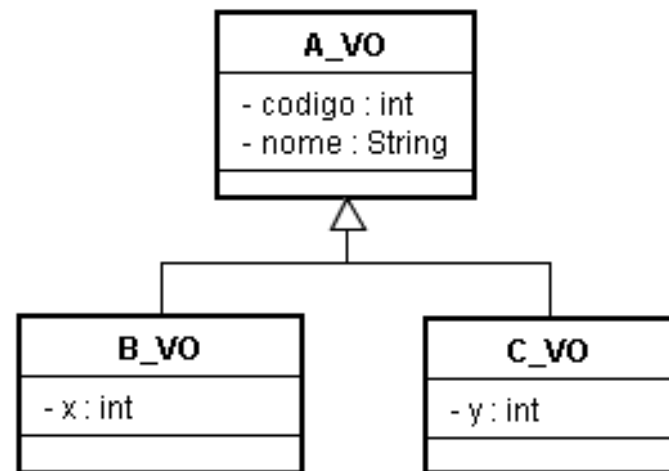 A_VO
- codigo : int
- nome : String
B_VO
- x : int
C_VO
- y : int